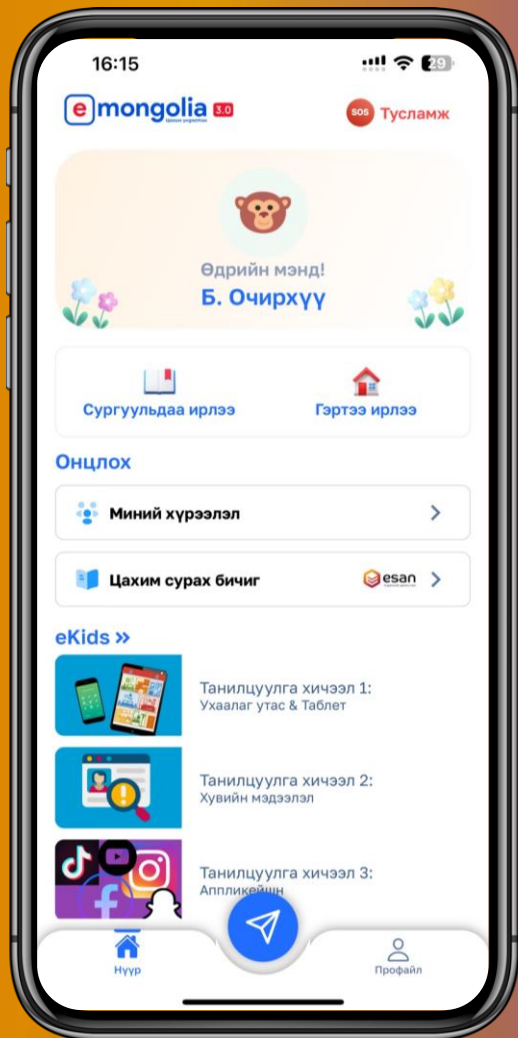 16:15
29
e mongolia 3.0
SOS Тусламж
Өдрийн мэнд!
Б. Очирхүү
Сургуульдаа ирлээ
Гэртээ ирлээ
Онцлох
Миний хүрээлэл
Цахим сурах бичиг
esan
eKids »
Танилцуулга хичээл 1:
Ухаалаг утас & Таблет
Танилцуулга хичээл 2:
Хувийн мэдээлэл
Танилцуулга хичээл 3:
Аппликейшн
Нүүр
Профайл